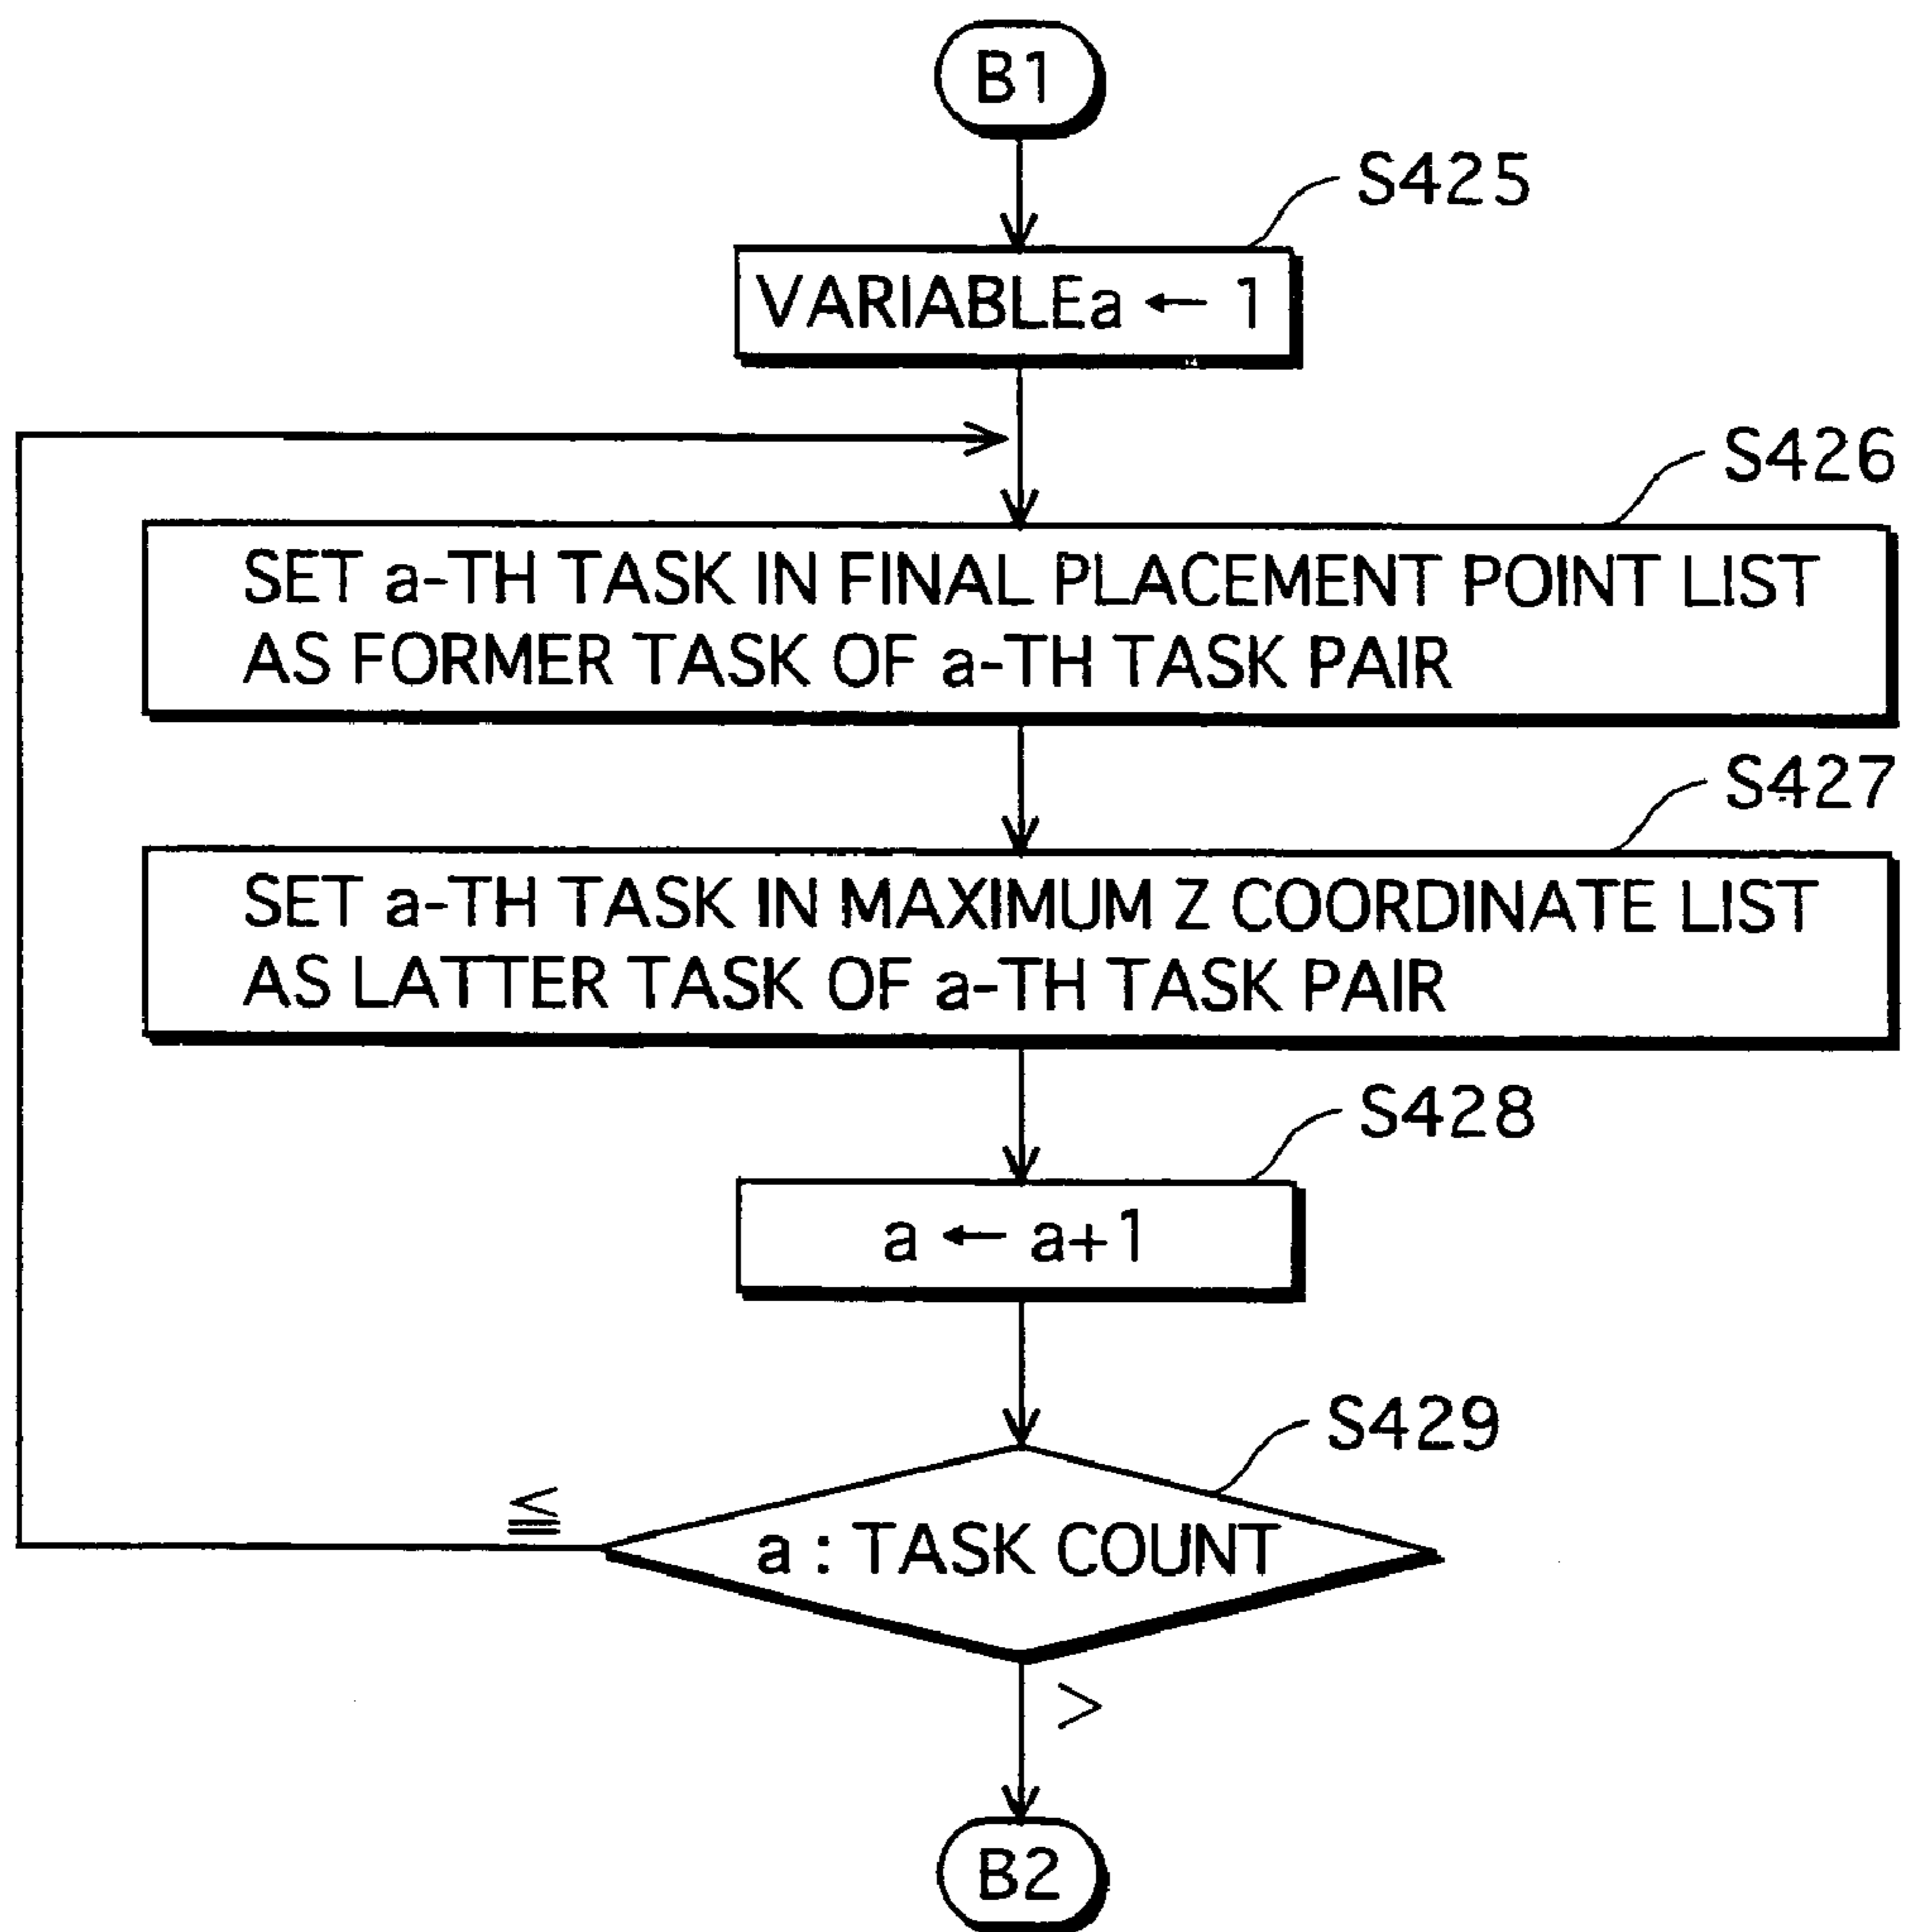 B1
S425
VARIABLEa ← 1
S426
SET a-TH TASK IN FINAL PLACEMENT POINT LIST
AS FORMER TASK OF a-TH TASK PAIR
S427
SET a-TH TASK IN MAXIMUM Z COORDINATE LIST
AS LATTER TASK OF a-TH TASK PAIR
S428
a ← a+1
S429
≦
a : TASK COUNT
>
B2